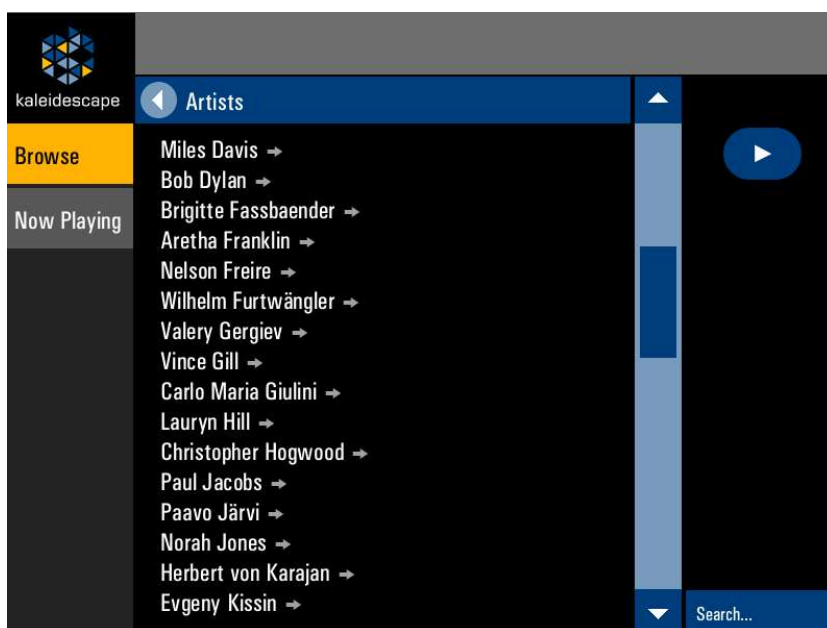 kaleidescape
Artists
Browse
Now Playing
Miles Davis
Bob Dylan
Brigitte Fassbaender
Aretha Franklin
Nelson Freire
Wilhelm Furtwängler
Valery Gergiev
Vince Gill
Carlo Maria Giulini
Lauryn Hill
Christopher Hogwood
Paul Jacobs
Paavo Järvi
Norah Jones
Herbert von Karajan
Evgeny Kissin
Search...